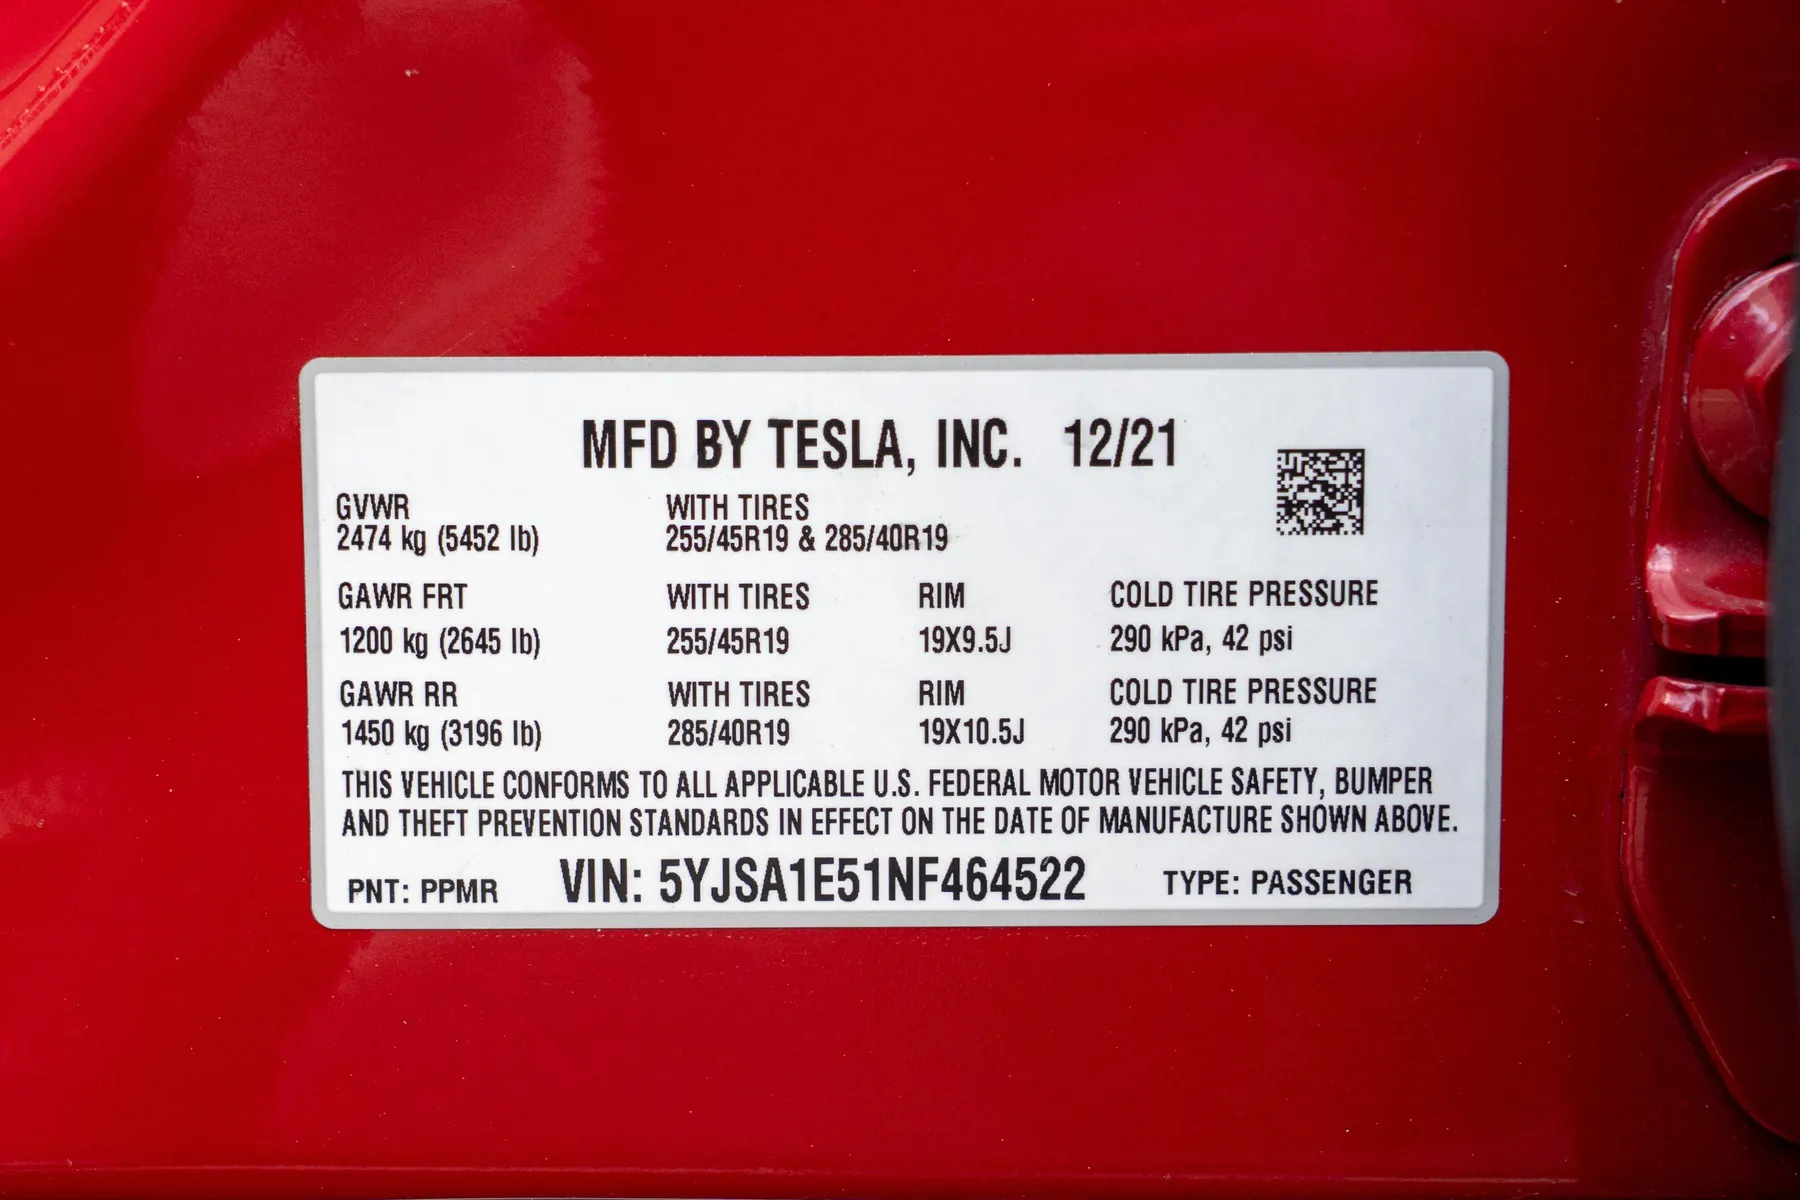 MFD BY TESLA, INC. 12/21
GVWR WITH TIRES
2474 kg (5452 lb) 255/45R19 & 285/40R19
GAWR FRT WITH TIRES RIM COLD TIRE PRESSURE
1200 kg (2645 lb) 255/45R19 19X9.5J 290 kPa, 42 psi
GAWR RR WITH TIRES RIM COLD TIRE PRESSURE
1450 kg (3196 lb) 285/40R19 19X10.5J 290 kPa, 42 psi
THIS VEHICLE CONFORMS TO ALL APPLICABLE U.S. FEDERAL MOTOR VEHICLE SAFETY, BUMPER
AND THEFT PREVENTION STANDARDS IN EFFECT ON THE DATE OF MANUFACTURE SHOWN ABOVE.
PNT: PPMR VIN: 5YJSA1E51NF464522 TYPE: PASSENGER